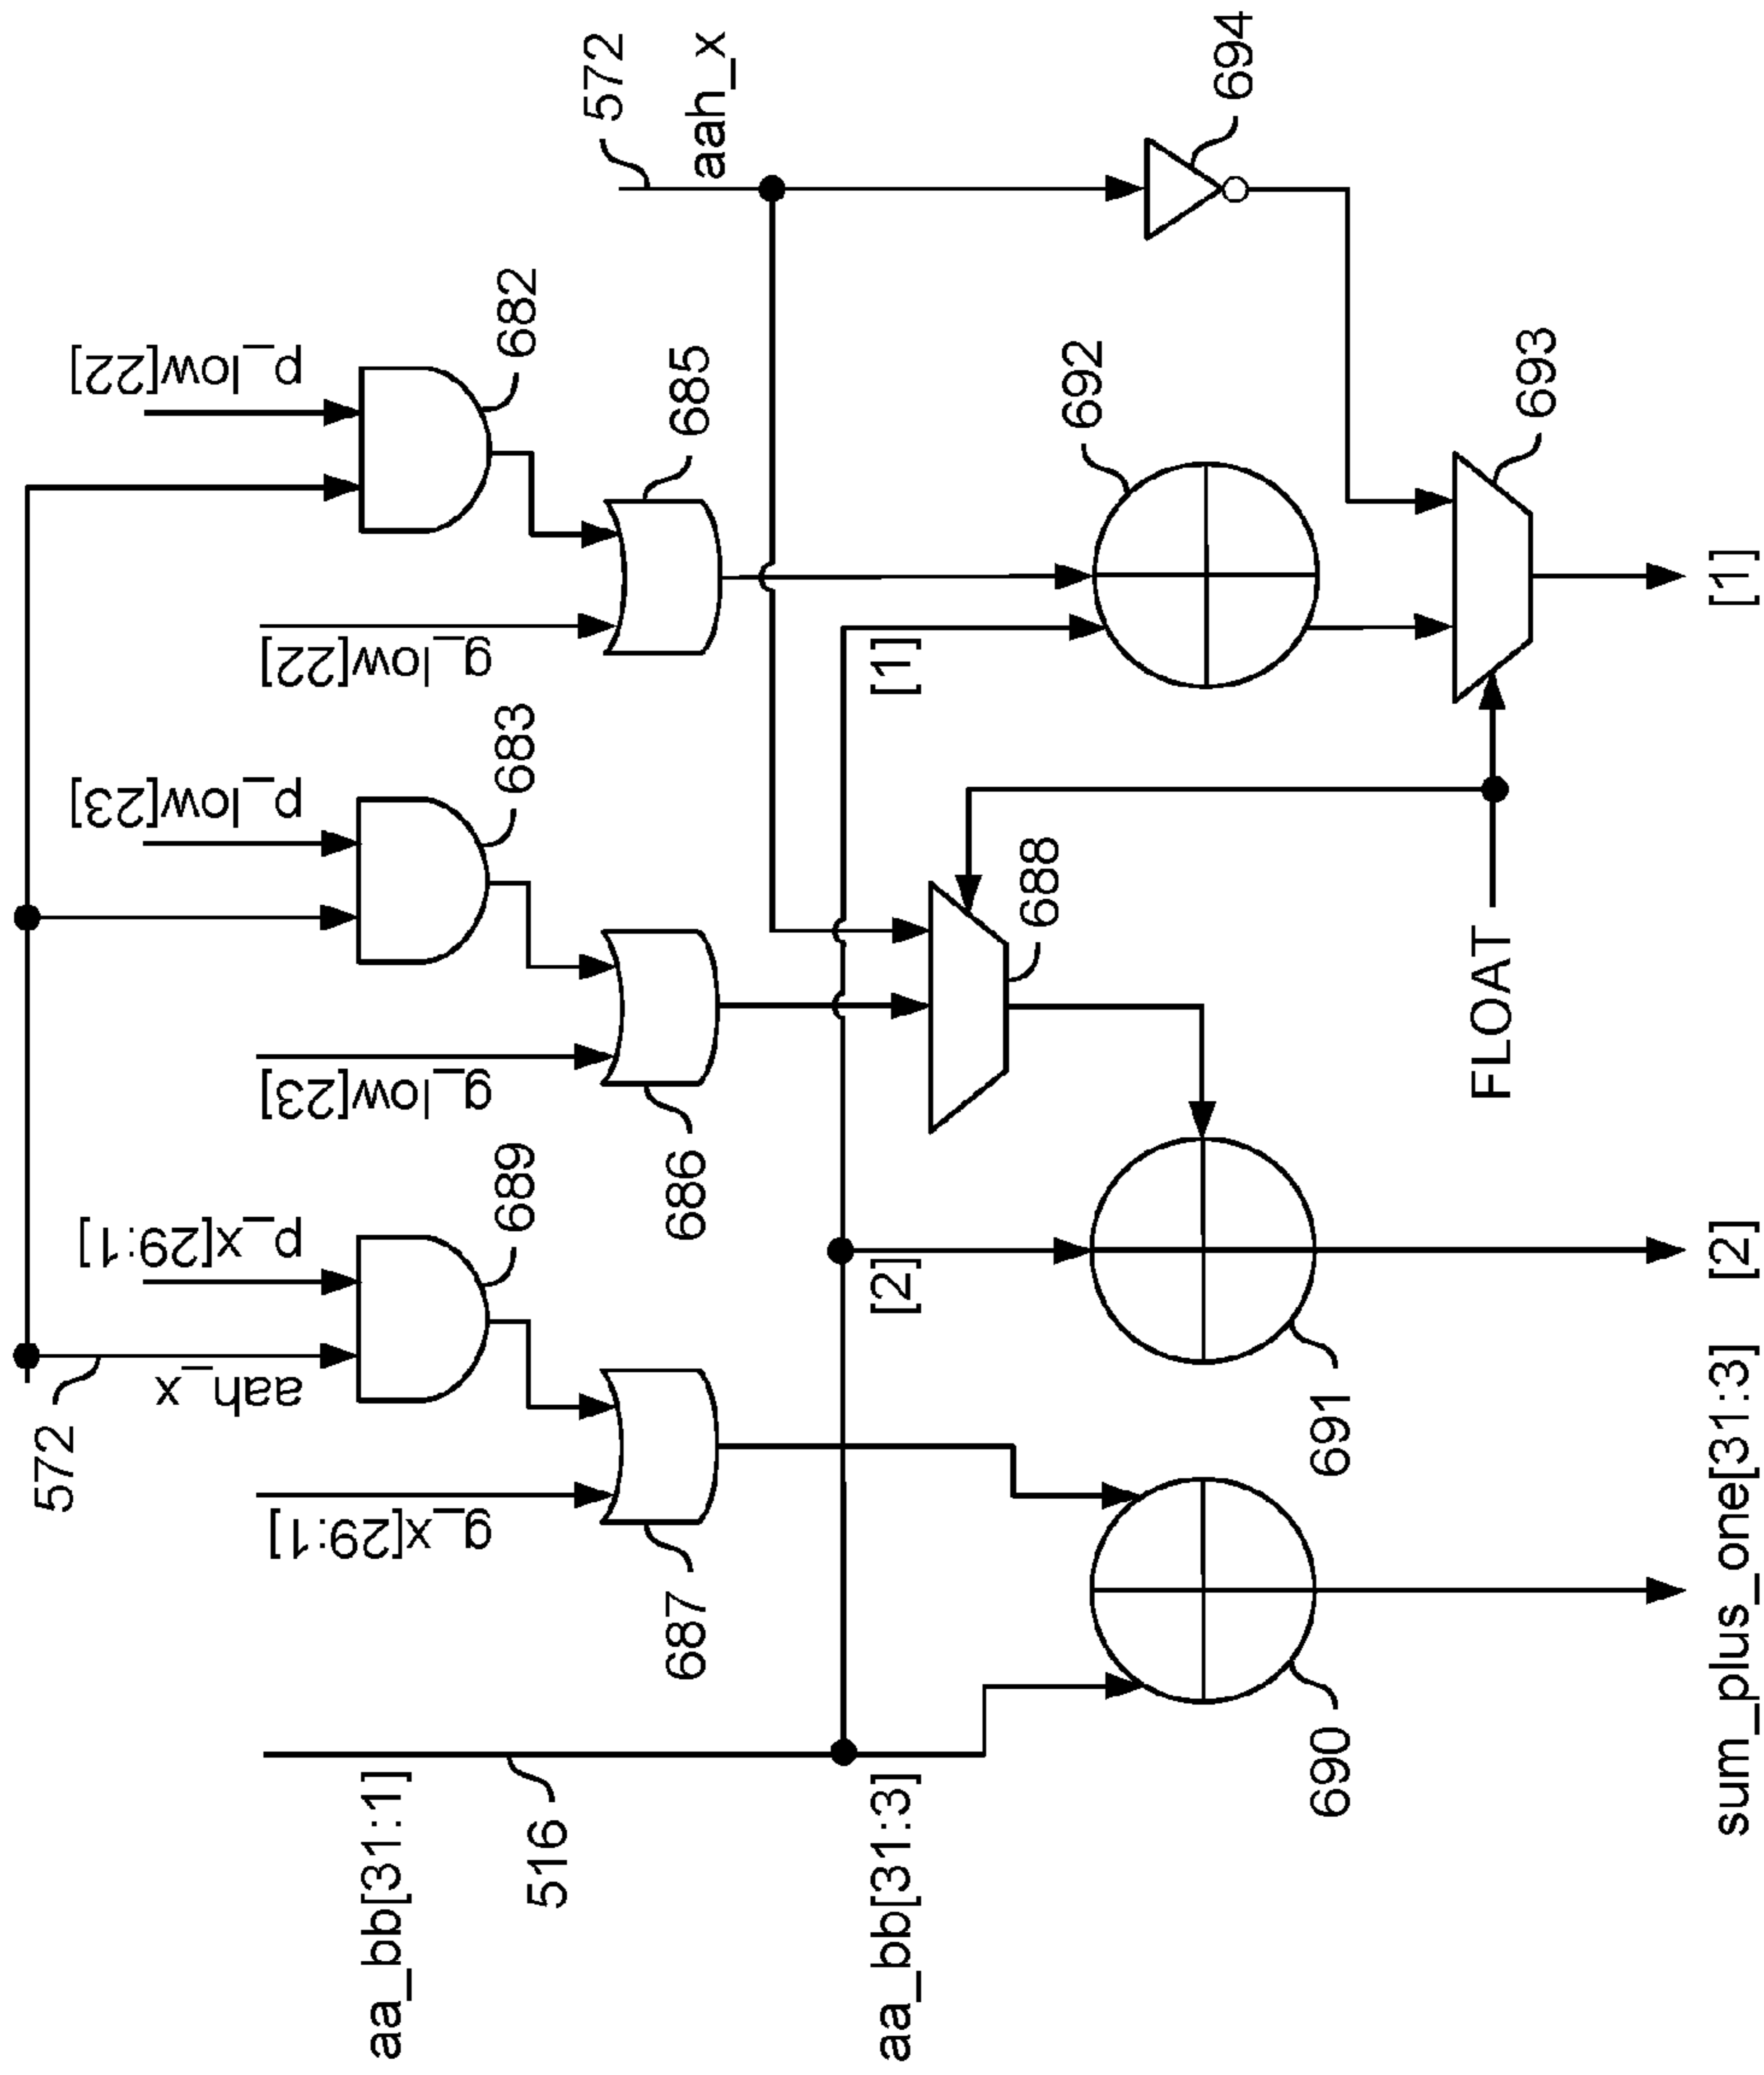 572
aah_x
p_x[29:1]
g_x[29:1]
689
687
p_low[23]
g_low[23]
683
686
p_low[22]
g_low[22]
682
685
572
aah_x
694
aa_bb[31:1]
516
aa_bb[31:3]
[2]
[1]
688
692
690
691
693
FLOAT
sum_plus_one[31:3]
[2]
[1]